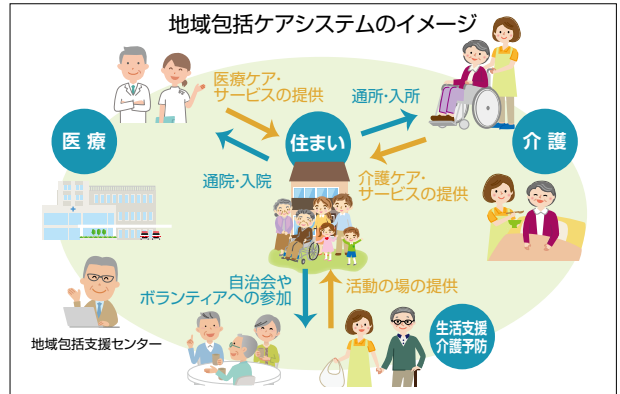 地域包括ケアシステムのイメージ
医療ケア・
サービスの提供
通所・入所
医療
住まい
介護
通院・入院
介護ケア・
サービスの提供
自治会や
ボランティアへの参加
活動の場の提供
地域包括支援センター
生活支援
介護予防